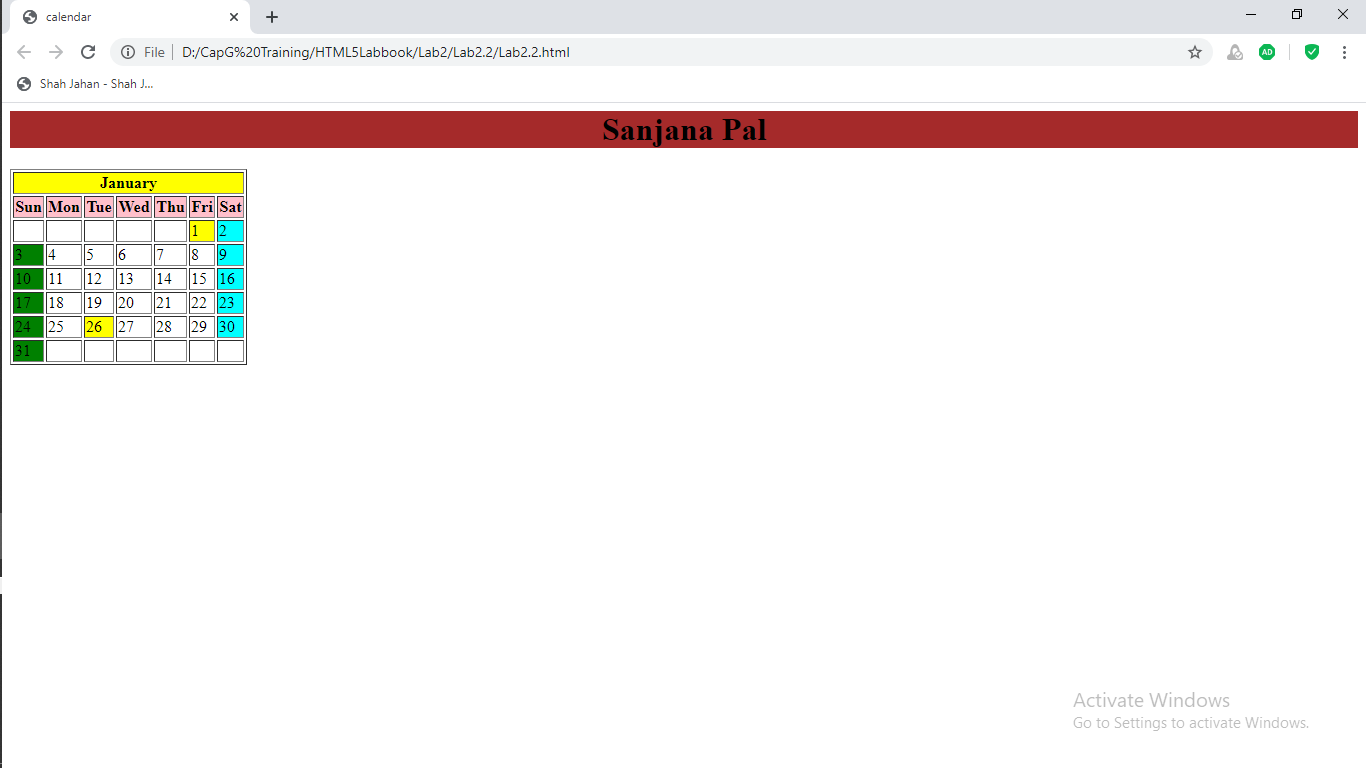 calendar
File D:/CapG%20Training/HTML5Labbook/Lab2/Lab2.2/Lab2.2.html
AD
Shah Jahan - Shah J...
Sanjana Pal
January
Sun Mon Tue Wed Thu Fri Sat
1 2
3 4 5 6 7 8 9
10 11 12 13 14 15 16
17 18 19 20 21 22 23
24 25 26 27 28 29 30
31
Activate Windows
Go to Settings to activate Windows.